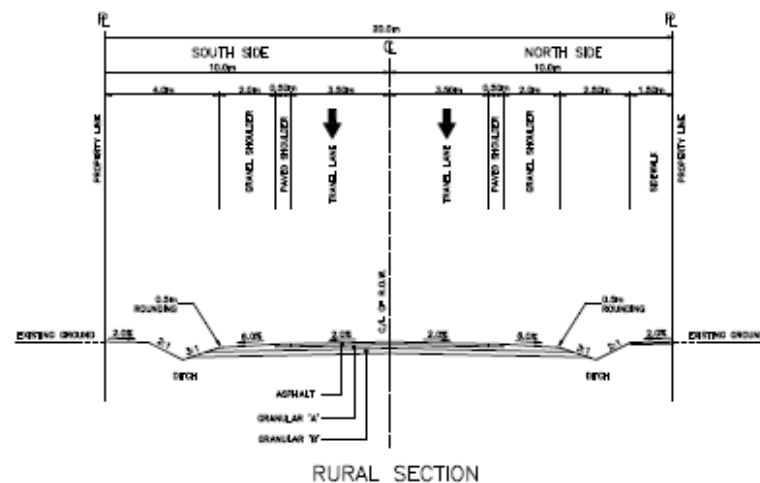 PL
PL
20.0m
SOUTH SIDE
CL
NORTH SIDE
10.0m
10.0m
4.0m
2.0m
0.50m
3.50m
3.50m
0.50m
2.0m
2.50m
1.50m
PROPERTY LINE
GRAVEL SHOULDER
PAVED SHOULDER
TRAVEL LANE
TRAVEL LANE
PAVED SHOULDER
GRAVEL SHOULDER
SIDEWALK
PROPERTY LINE
C/L OF R.O.W.
0.5m
ROUNDING
0.5m
ROUNDING
EXISTING GROUND
2.0%
2:1
3:1
6.0%
2.0%
2.0%
6.0%
3:1
2:1
2.0%
EXISTING GROUND
DITCH
DITCH
ASPHALT
GRANULAR 'A'
GRANULAR 'B'
RURAL SECTION